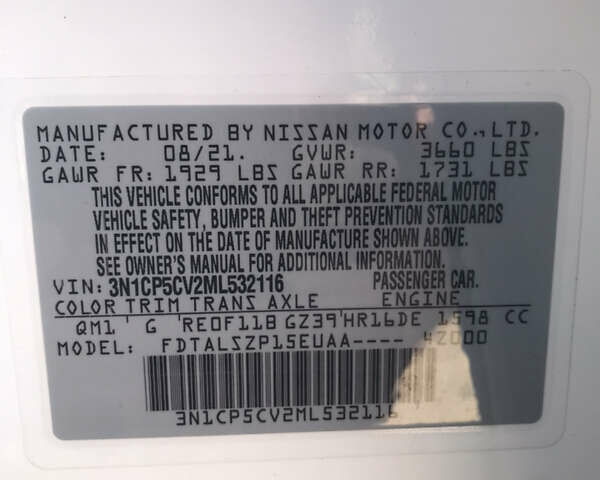 MANUFACTURED BY NISSAN MOTOR CO.,LTD.
DATE: 08/21. GVWR: 3660 LBS
GAWR FR: 1929 LBS GAWR RR: 1731 LBS
THIS VEHICLE CONFORMS TO ALL APPLICABLE FEDERAL MOTOR
VEHICLE SAFETY, BUMPER AND THEFT PREVENTION STANDARDS
IN EFFECT ON THE DATE OF MANUFACTURE SHOWN ABOVE.
SEE OWNER'S MANUAL FOR ADDITIONAL INFORMATION.
VIN: 3N1CP5CV2ML532116 PASSENGER CAR.
COLOR TRIM TRANS AXLE ENGINE
QM1 G RE0F11B GZ39 HR16DE 1598 CC
MODEL: FDTALSZP15EUAA---- 4Z000
3N1CP5CV2ML532116